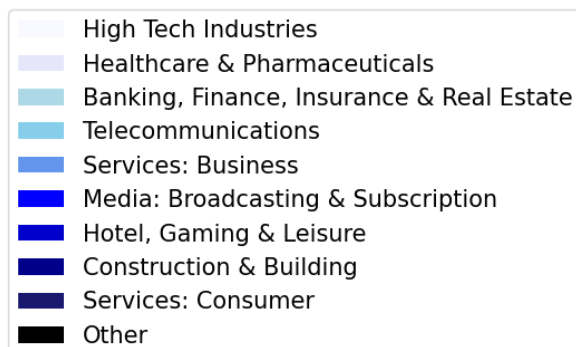 High Tech Industries
Healthcare & Pharmaceuticals
Banking, Finance, Insurance & Real Estate
Telecommunications
Services: Business
Media: Broadcasting & Subscription
Hotel, Gaming & Leisure
Construction & Building
Services: Consumer
Other